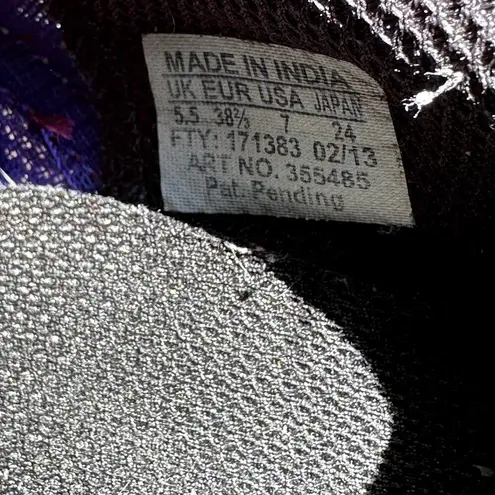 MADE IN INDIA
UK EUR USA JAPAN
5.5 38⅔ 7 24
FTY: 171383 02/13
ART NO. 355485
Pat. Pending